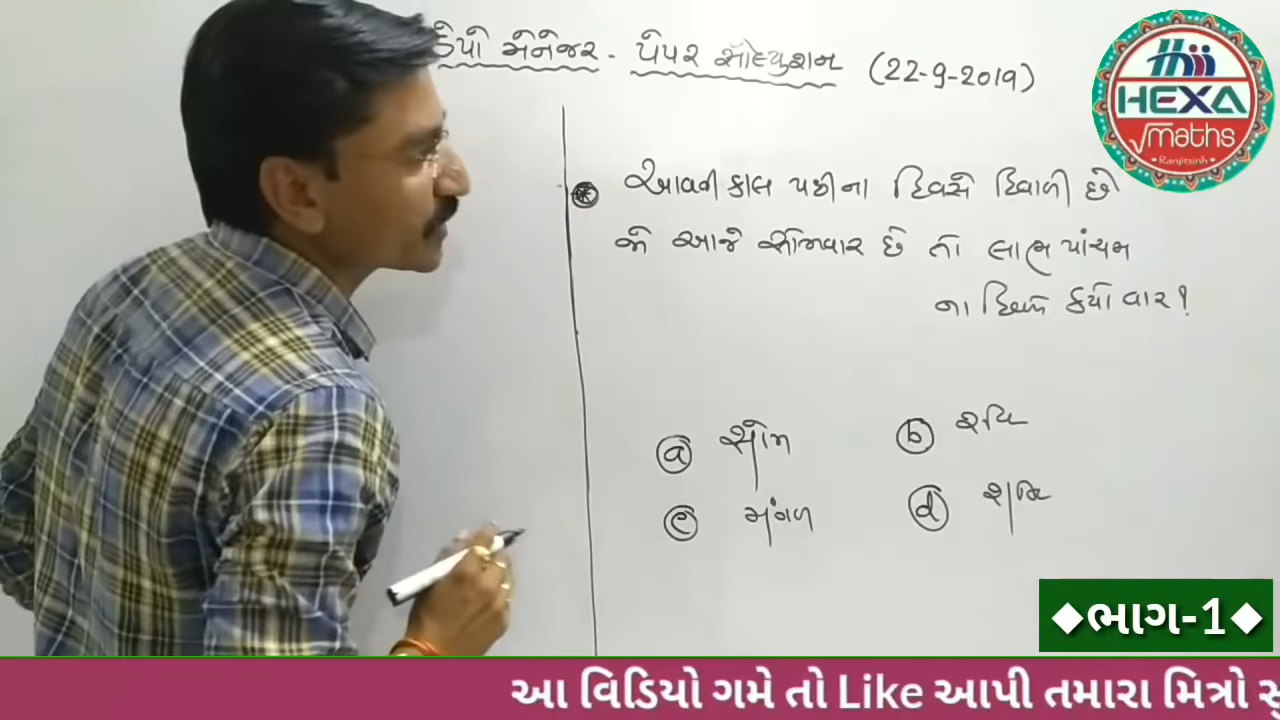 ડેપો મેનેજર - પેપર સોલ્યુશન (22-9-2019)
HEXA
√maths
• Ranjitsinh •
આવતી કાલ પછીના દિવસે દિવાળી છે
જો આજે સોમવાર છે તો લાભ પાંચમ
ના દિવસે કયો વાર ?
(a) સોમ (b) રવિ
(c) મંગળ (d) શનિ
◆ભાગ-1◆
આ વિડિયો ગમે તો Like આપી તમારા મિત્રો સુ